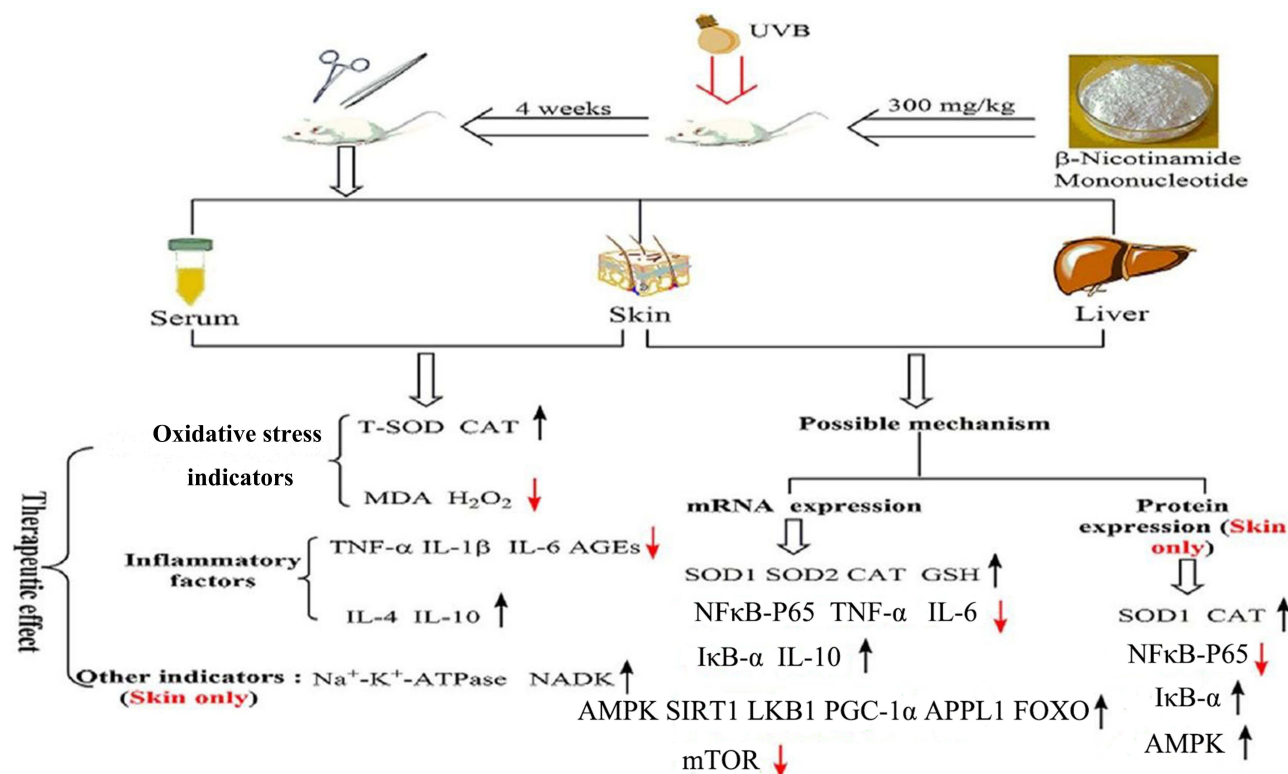 UVB
4 weeks
300 mg/kg
β-Nicotinamide
Mononucleotide
Serum
Skin
Liver
Therapeutic effect
Oxidative stress
indicators
T-SOD CAT
MDA H₂O₂
Inflammatory
factors
TNF-α IL-1β IL-6 AGEs
IL-4 IL-10
Other indicators : Na⁺-K⁺-ATPase NADK
(Skin only)
Possible mechanism
mRNA expression
SOD1 SOD2 CAT GSH
NFκB-P65 TNF-α IL-6
IκB-α IL-10
AMPK SIRT1 LKB1 PGC-1α APPL1 FOXO
mTOR
Protein
expression (Skin
only)
SOD1 CAT
NFκB-P65
IκB-α
AMPK